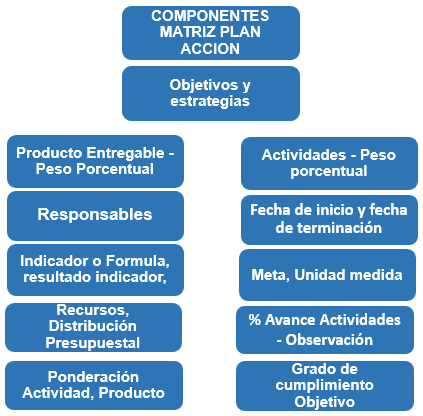 COMPONENTES
MATRIZ PLAN
ACCION
Objetivos y
estrategias
Producto Entregable -
Peso Porcentual
Actividades - Peso
porcentual
Responsables
Fecha de inicio y fecha
de terminación
Indicador o Formula,
resultado indicador,
Meta, Unidad medida
Recursos,
Distribución
Presupuestal
% Avance Actividades
- Observación
Ponderación
Actividad, Producto
Grado de
cumplimiento
Objetivo